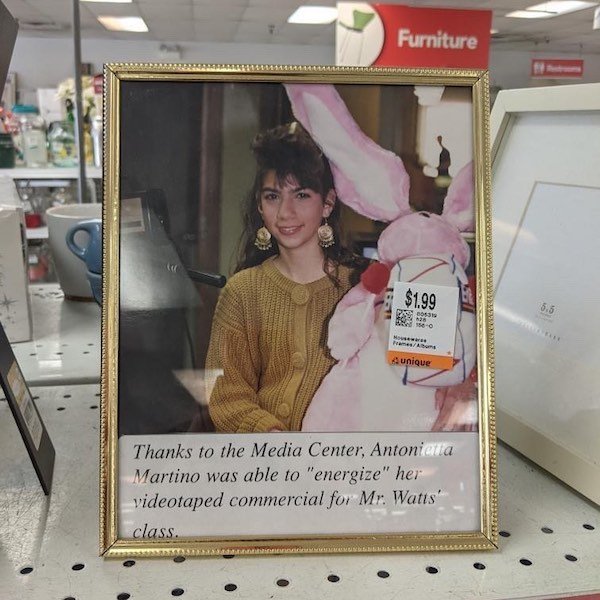 Furniture
Restrooms
$1.99
Housewares
Frames/Albums
unique
Thanks to the Media Center, Antonietta
Martino was able to "energize" her
videotaped commercial for Mr. Watts'
class.